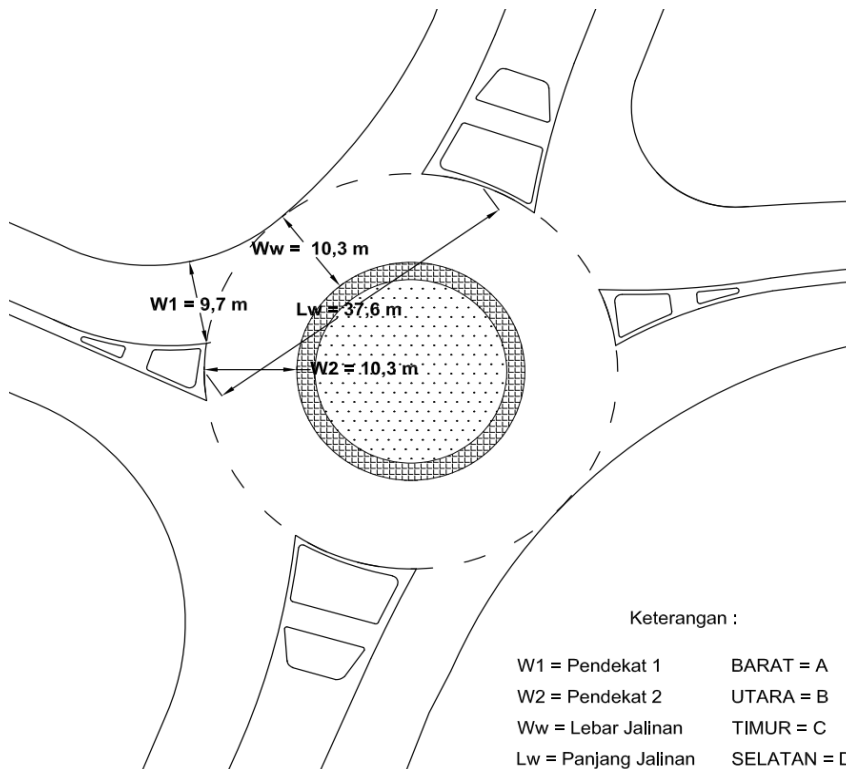 Ww = 10,3 m
W1 = 9,7 m
Lw = 37,6 m
W2 = 10,3 m
Keterangan :
W1 = Pendekat 1 BARAT = A
W2 = Pendekat 2 UTARA = B
Ww = Lebar Jalinan TIMUR = C
Lw = Panjang Jalinan SELATAN = D